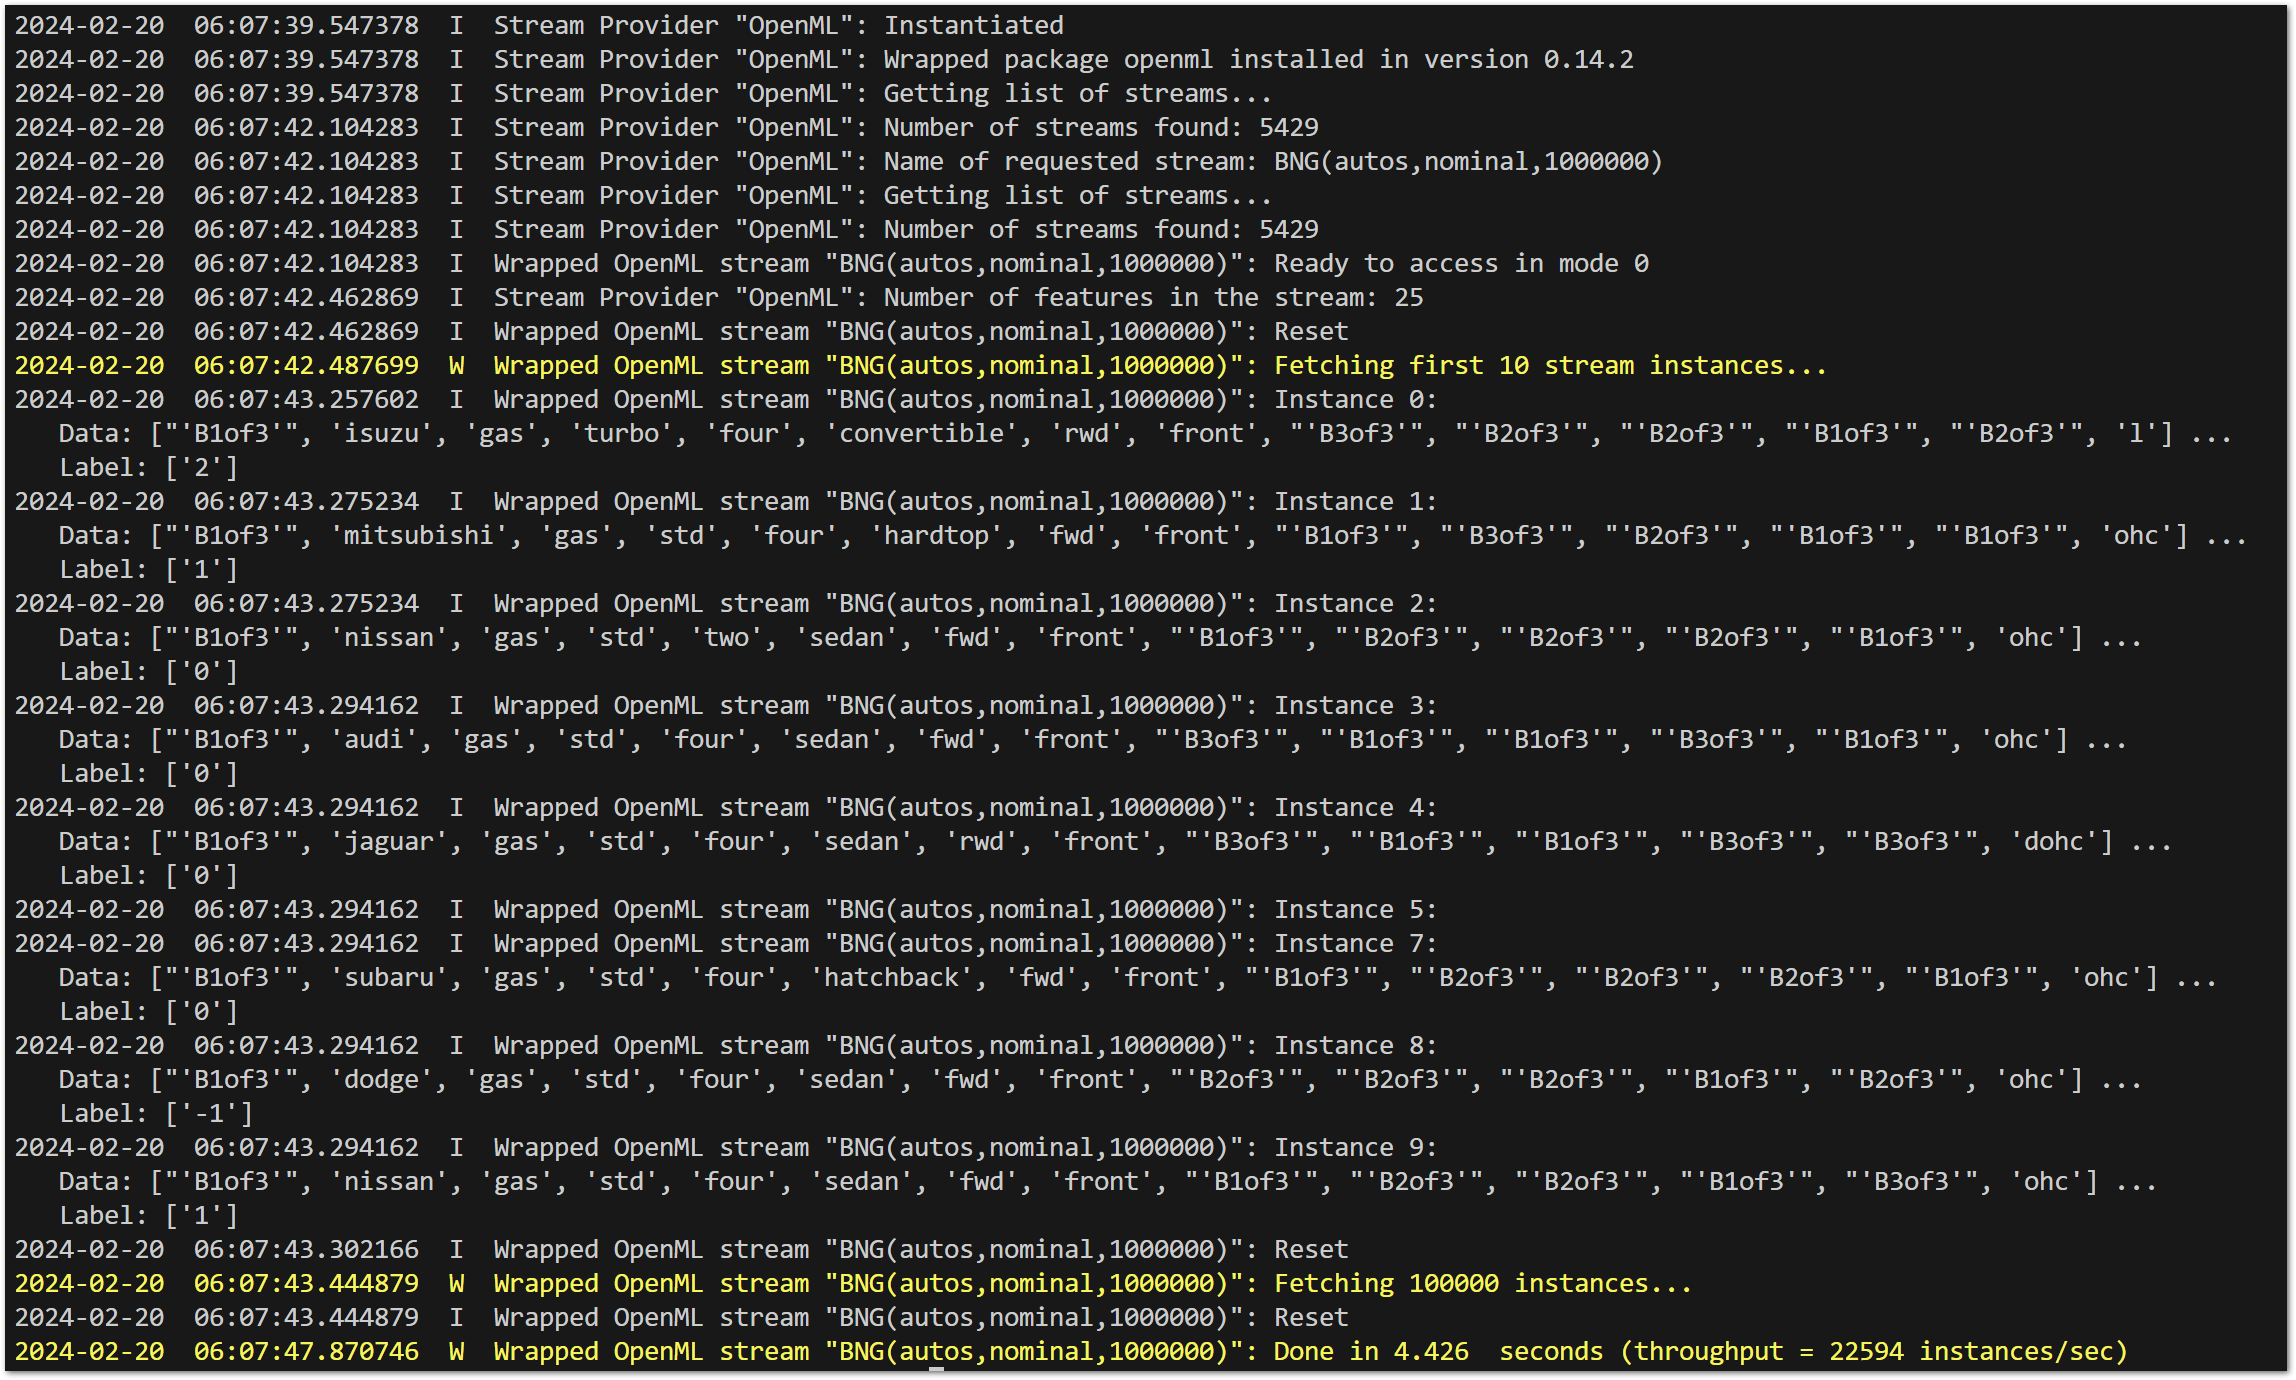 2024-02-20  06:07:39.547378  I  Stream Provider "OpenML": Instantiated
2024-02-20  06:07:39.547378  I  Stream Provider "OpenML": Wrapped package openml installed in version 0.14.2
2024-02-20  06:07:39.547378  I  Stream Provider "OpenML": Getting list of streams...
2024-02-20  06:07:42.104283  I  Stream Provider "OpenML": Number of streams found: 5429
2024-02-20  06:07:42.104283  I  Stream Provider "OpenML": Name of requested stream: BNG(autos,nominal,1000000)
2024-02-20  06:07:42.104283  I  Stream Provider "OpenML": Getting list of streams...
2024-02-20  06:07:42.104283  I  Stream Provider "OpenML": Number of streams found: 5429
2024-02-20  06:07:42.104283  I  Wrapped OpenML stream "BNG(autos,nominal,1000000)": Ready to access in mode 0
2024-02-20  06:07:42.462869  I  Stream Provider "OpenML": Number of features in the stream: 25
2024-02-20  06:07:42.462869  I  Wrapped OpenML stream "BNG(autos,nominal,1000000)": Reset
2024-02-20  06:07:42.487699  W  Wrapped OpenML stream "BNG(autos,nominal,1000000)": Fetching first 10 stream instances...
2024-02-20  06:07:43.257602  I  Wrapped OpenML stream "BNG(autos,nominal,1000000)": Instance 0:
   Data: ["'B1of3'", 'isuzu', 'gas', 'turbo', 'four', 'convertible', 'rwd', 'front', "'B3of3'", "'B2of3'", "'B2of3'", "'B1of3'", "'B2of3'", 'l'] ...
   Label: ['2']
2024-02-20  06:07:43.275234  I  Wrapped OpenML stream "BNG(autos,nominal,1000000)": Instance 1:
   Data: ["'B1of3'", 'mitsubishi', 'gas', 'std', 'four', 'hardtop', 'fwd', 'front', "'B1of3'", "'B3of3'", "'B2of3'", "'B1of3'", "'B1of3'", 'ohc'] ...
   Label: ['1']
2024-02-20  06:07:43.275234  I  Wrapped OpenML stream "BNG(autos,nominal,1000000)": Instance 2:
   Data: ["'B1of3'", 'nissan', 'gas', 'std', 'two', 'sedan', 'fwd', 'front', "'B1of3'", "'B2of3'", "'B2of3'", "'B2of3'", "'B1of3'", 'ohc'] ...
   Label: ['0']
2024-02-20  06:07:43.294162  I  Wrapped OpenML stream "BNG(autos,nominal,1000000)": Instance 3:
   Data: ["'B1of3'", 'audi', 'gas', 'std', 'four', 'sedan', 'fwd', 'front', "'B3of3'", "'B1of3'", "'B1of3'", "'B3of3'", "'B1of3'", 'ohc'] ...
   Label: ['0']
2024-02-20  06:07:43.294162  I  Wrapped OpenML stream "BNG(autos,nominal,1000000)": Instance 4:
   Data: ["'B1of3'", 'jaguar', 'gas', 'std', 'four', 'sedan', 'rwd', 'front', "'B3of3'", "'B1of3'", "'B1of3'", "'B3of3'", "'B3of3'", 'dohc'] ...
   Label: ['0']
2024-02-20  06:07:43.294162  I  Wrapped OpenML stream "BNG(autos,nominal,1000000)": Instance 5:
2024-02-20  06:07:43.294162  I  Wrapped OpenML stream "BNG(autos,nominal,1000000)": Instance 7:
   Data: ["'B1of3'", 'subaru', 'gas', 'std', 'four', 'hatchback', 'fwd', 'front', "'B1of3'", "'B2of3'", "'B2of3'", "'B2of3'", "'B1of3'", 'ohc'] ...
   Label: ['0']
2024-02-20  06:07:43.294162  I  Wrapped OpenML stream "BNG(autos,nominal,1000000)": Instance 8:
   Data: ["'B1of3'", 'dodge', 'gas', 'std', 'four', 'sedan', 'fwd', 'front', "'B2of3'", "'B2of3'", "'B2of3'", "'B1of3'", "'B2of3'", 'ohc'] ...
   Label: ['-1']
2024-02-20  06:07:43.294162  I  Wrapped OpenML stream "BNG(autos,nominal,1000000)": Instance 9:
   Data: ["'B1of3'", 'nissan', 'gas', 'std', 'four', 'sedan', 'fwd', 'front', "'B1of3'", "'B2of3'", "'B2of3'", "'B1of3'", "'B3of3'", 'ohc'] ...
   Label: ['1']
2024-02-20  06:07:43.302166  I  Wrapped OpenML stream "BNG(autos,nominal,1000000)": Reset
2024-02-20  06:07:43.444879  W  Wrapped OpenML stream "BNG(autos,nominal,1000000)": Fetching 100000 instances...
2024-02-20  06:07:43.444879  I  Wrapped OpenML stream "BNG(autos,nominal,1000000)": Reset
2024-02-20  06:07:47.870746  W  Wrapped OpenML stream "BNG(autos,nominal,1000000)": Done in 4.426  seconds (throughput = 22594 instances/sec)